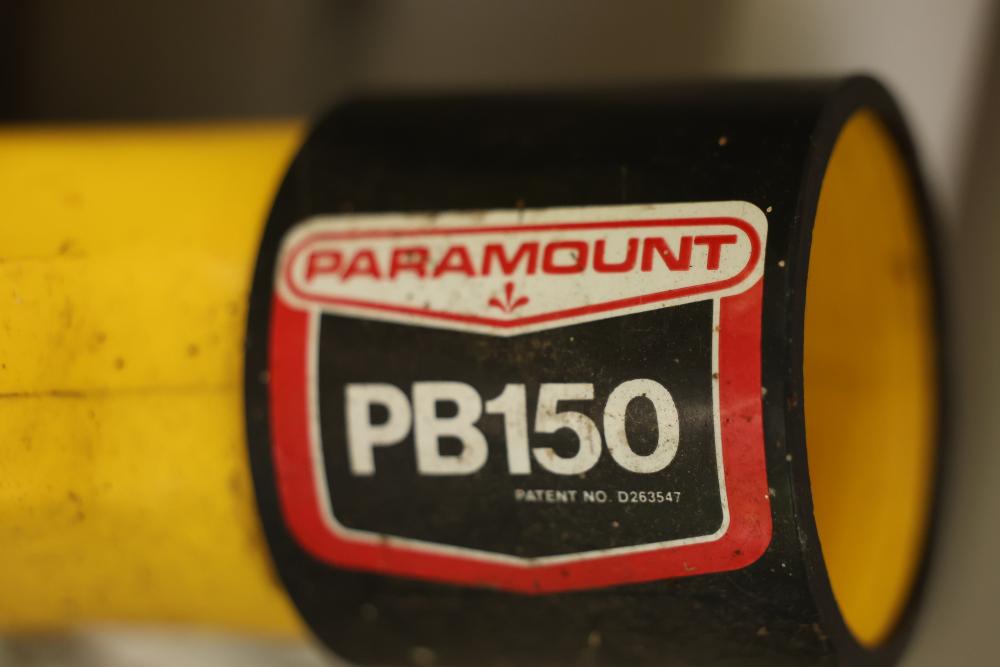 PARAMOUNT
PB150
PATENT NO. D263547